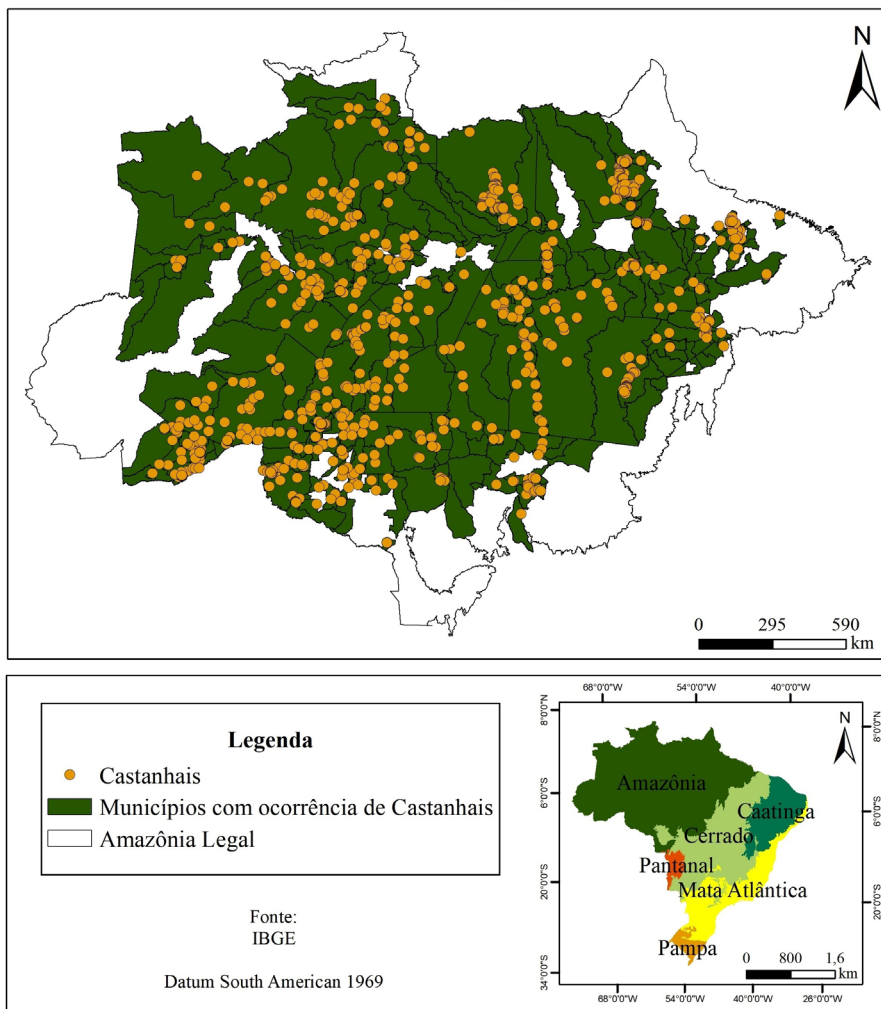 N
0 295 590
km
Legenda
Castanhais
Municípios com ocorrência de Castanhais
Amazônia Legal
Fonte:
IBGE
Datum South American 1969
68°0'0"W 54°0'0"W 40°0'0"W
8°0'0"N
6°0'0"S
20°0'0"S
34°0'0"S
N
Amazônia
Caatinga
Cerrado
Pantanal
Mata Atlântica
Pampa
8°0'0"N
6°0'0"S
20°0'0"S
0 800 1,6
km
68°0'0"W 54°0'0"W 40°0'0"W 26°0'0"W